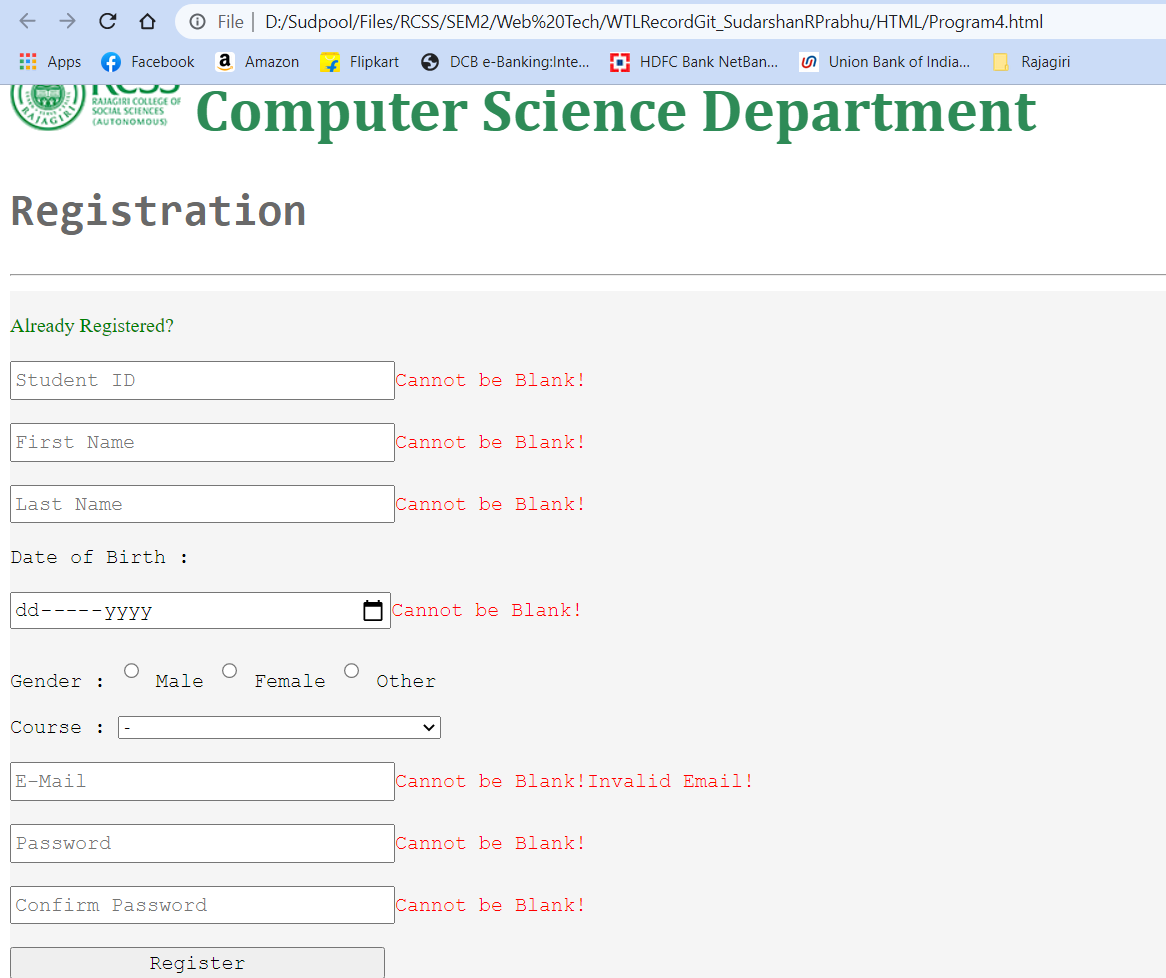 File | D:/Sudpool/Files/RCSS/SEM2/Web%20Tech/WTLRecordGit_SudarshanRPrabhu/HTML/Program4.html
Apps Facebook Amazon Flipkart DCB e-Banking:Inte... HDFC Bank NetBan... Union Bank of India... Rajagiri
RCSS
RAJAGIRI COLLEGE OF
SOCIAL SCIENCES
(AUTONOMOUS)
RAJAGIRI
Computer Science Department
Registration
Already Registered?
Student ID Cannot be Blank!
First Name Cannot be Blank!
Last Name Cannot be Blank!
Date of Birth :
dd-----yyyy Cannot be Blank!
Gender : Male Female Other
Course : -
E-Mail Cannot be Blank!Invalid Email!
Password Cannot be Blank!
Confirm Password Cannot be Blank!
Register